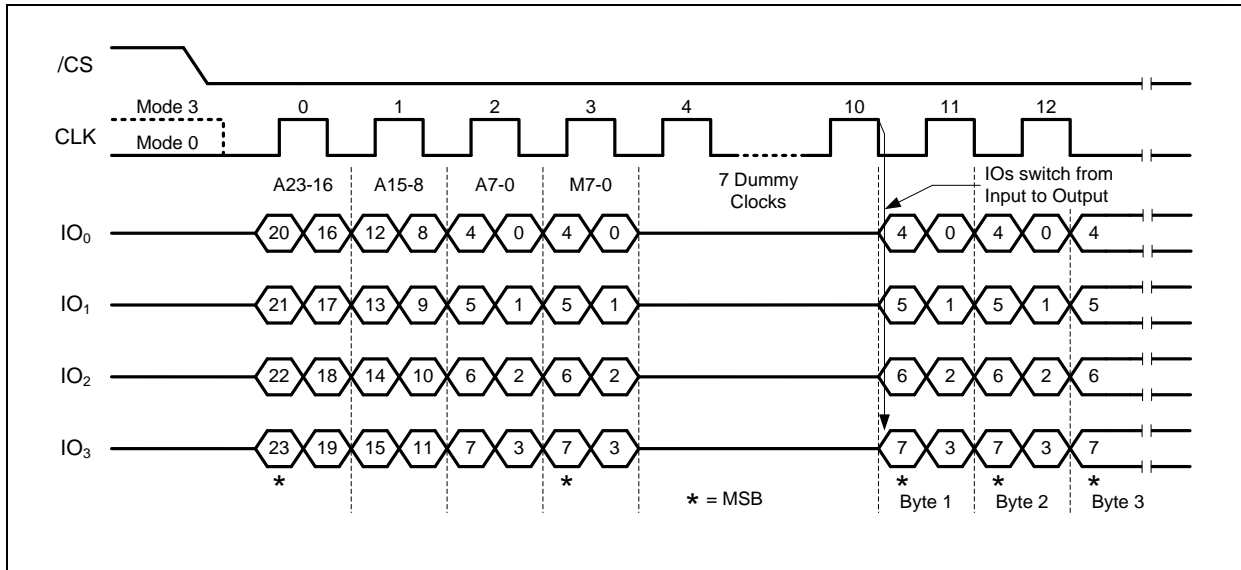 /CS
Mode 3 0 1 2 3 4 10 11 12
CLK Mode 0
A23-16 A15-8 A7-0 M7-0 7 Dummy Clocks IOs switch from Input to Output
IO0 20 16 12 8 4 0 4 0 4 0 4 0 4
IO1 21 17 13 9 5 1 5 1 5 1 5 1 5
IO2 22 18 14 10 6 2 6 2 6 2 6 2 6
IO3 23 19 15 11 7 3 7 3 7 3 7 3 7
* * * * *
* = MSB Byte 1 Byte 2 Byte 3